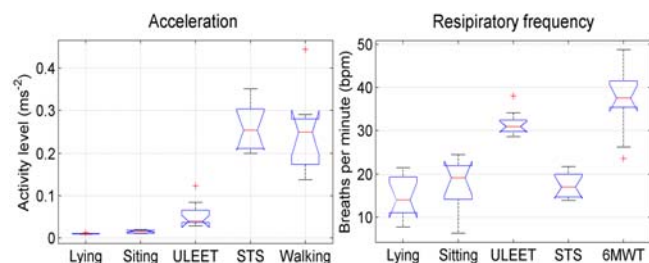 Acceleration
Activity level (ms-2)
0.4
0.3
0.2
0.1
0
Lying Siting ULEET STS Walking
Resipiratory frequency
Breaths per minute (bpm)
50
40
30
20
10
Lying Sitting ULEET STS 6MWT